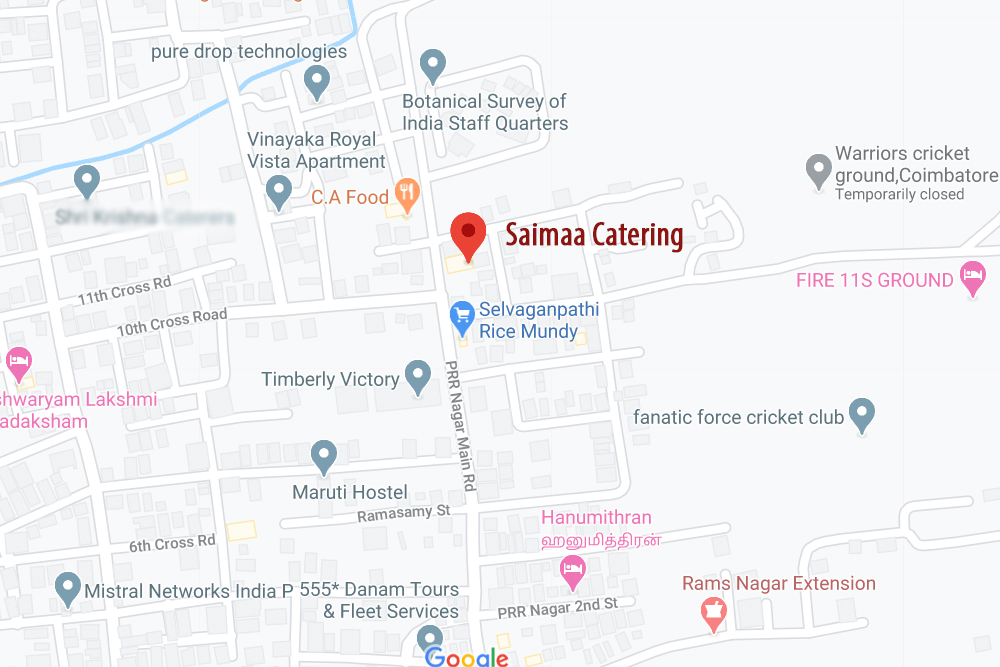 pure drop technologies
Botanical Survey of
India Staff Quarters
Vinayaka Royal
Vista Apartment
Warriors cricket
ground,Coimbatore
Temporarily closed
C.A Food
Shri Krishna Caterers
Saimaa Catering
11th Cross Rd
FIRE 11S GROUND
10th Cross Road
Selvaganpathi
Rice Mundy
Timberly Victory
PRR Nagar Main Rd
shwaryam Lakshmi
adaksham
fanatic force cricket club
Maruti Hostel
Ramasamy St
Hanumithran
ஹனுமித்திரன்
6th Cross Rd
Mistral Networks India P
555* Danam Tours
& Fleet Services
Rams Nagar Extension
PRR Nagar 2nd St
Google